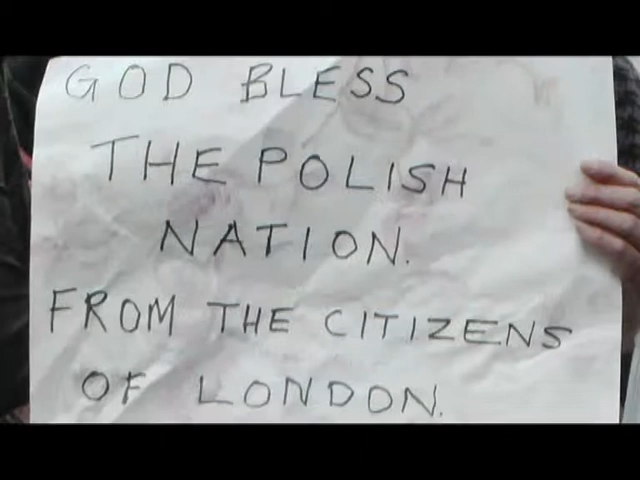 GOD BLESS
THE POLISH
NATION.
FROM THE CITIZENS
OF LONDON.